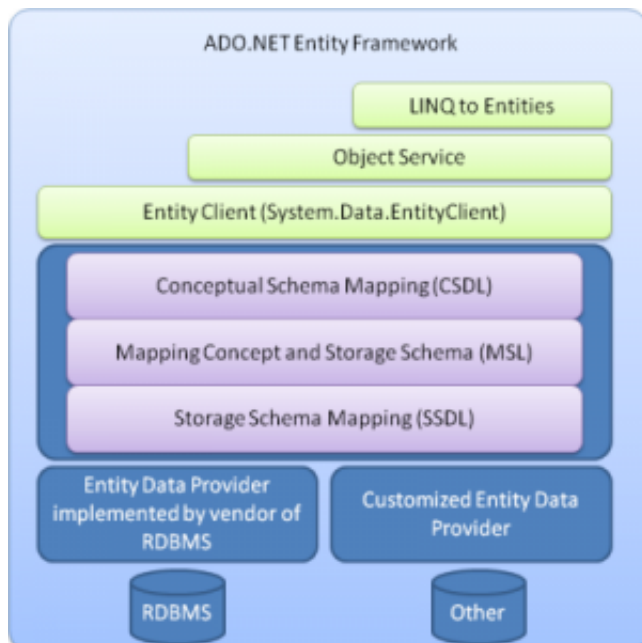 ADO.NET Entity Framework
LINQ to Entities
Object Service
Entity Client (System.Data.EntityClient)
Conceptual Schema Mapping (CSDL)
Mapping Concept and Storage Schema (MSL)
Storage Schema Mapping (SSDL)
Entity Data Provider
implemented by vendor of
RDBMS
Customized Entity Data
Provider
RDBMS
Other